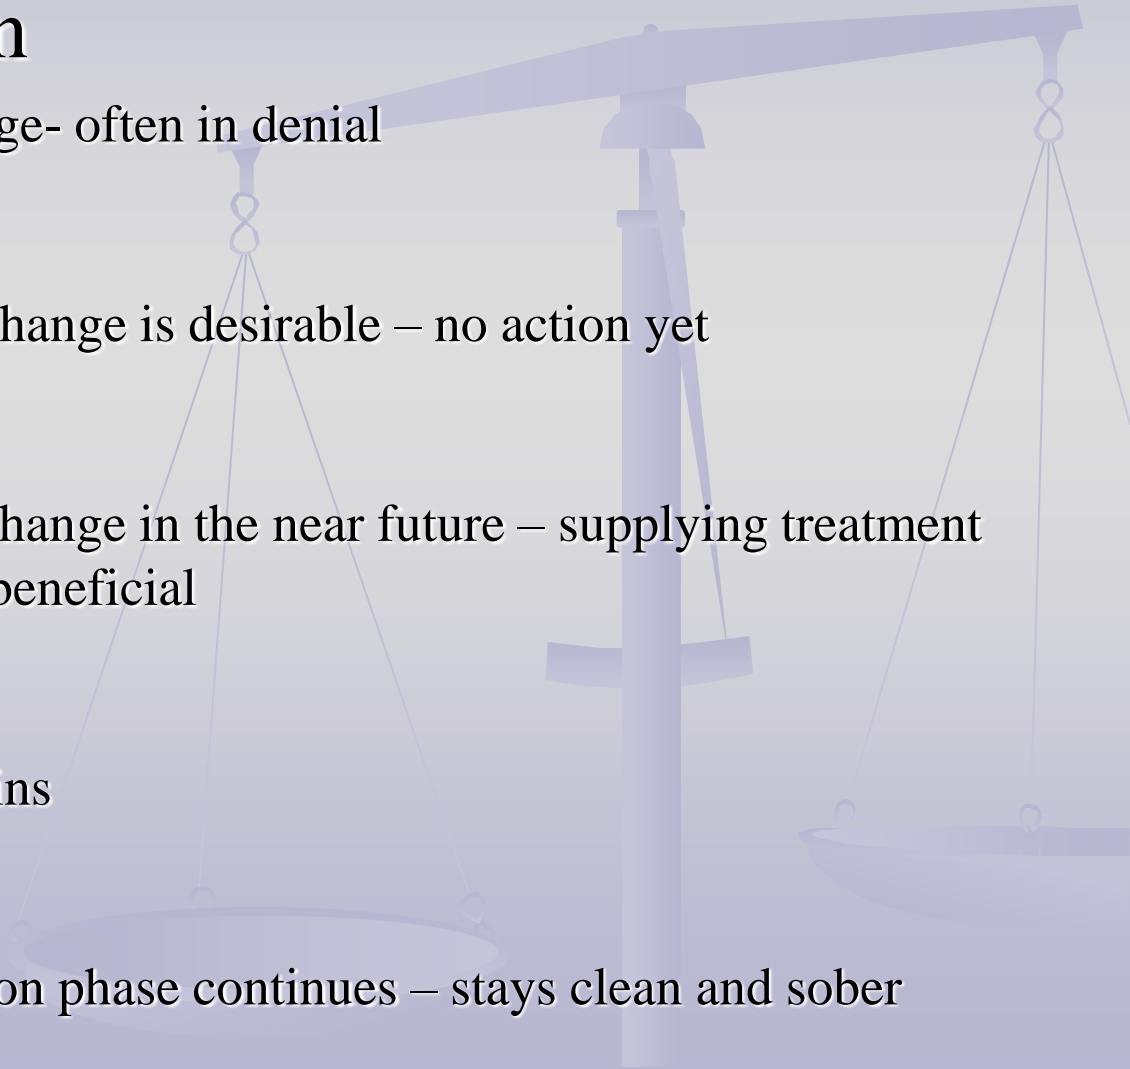 n
ge- often in denial
hange is desirable – no action yet
hange in the near future – supplying treatment
beneficial
ins
on phase continues – stays clean and sober